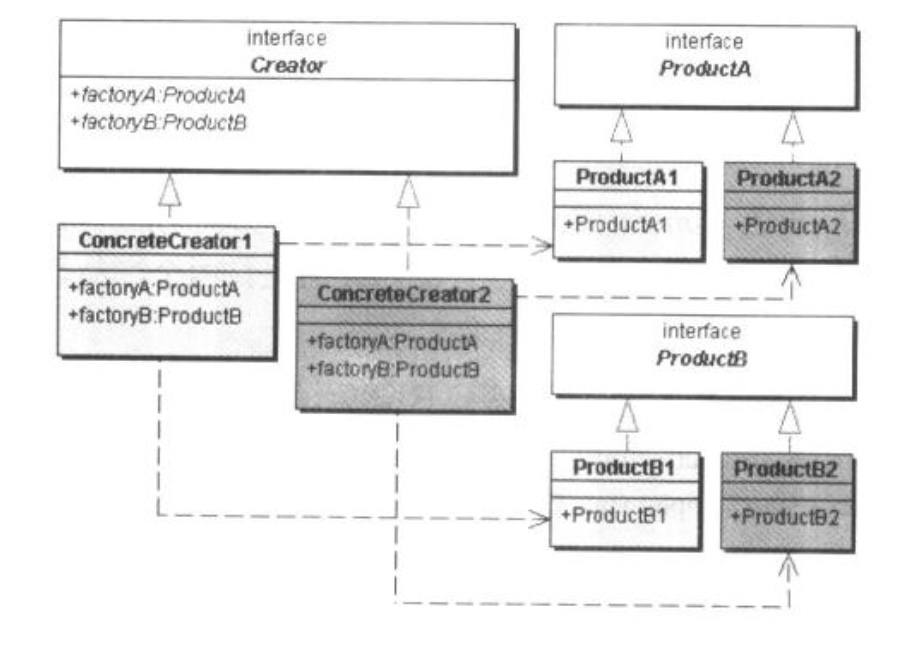 interface
Creator
+factoryA:ProductA
+factoryB:ProductB
interface
ProductA
ProductA1
+ProductA1
ProductA2
+ProductA2
ConcreteCreator1
+factoryA:ProductA
+factoryB:ProductB
ConcreteCreator2
+factoryA:ProductA
+factoryB:ProductB
interface
ProductB
ProductB1
+ProductB1
ProductB2
+ProductB2